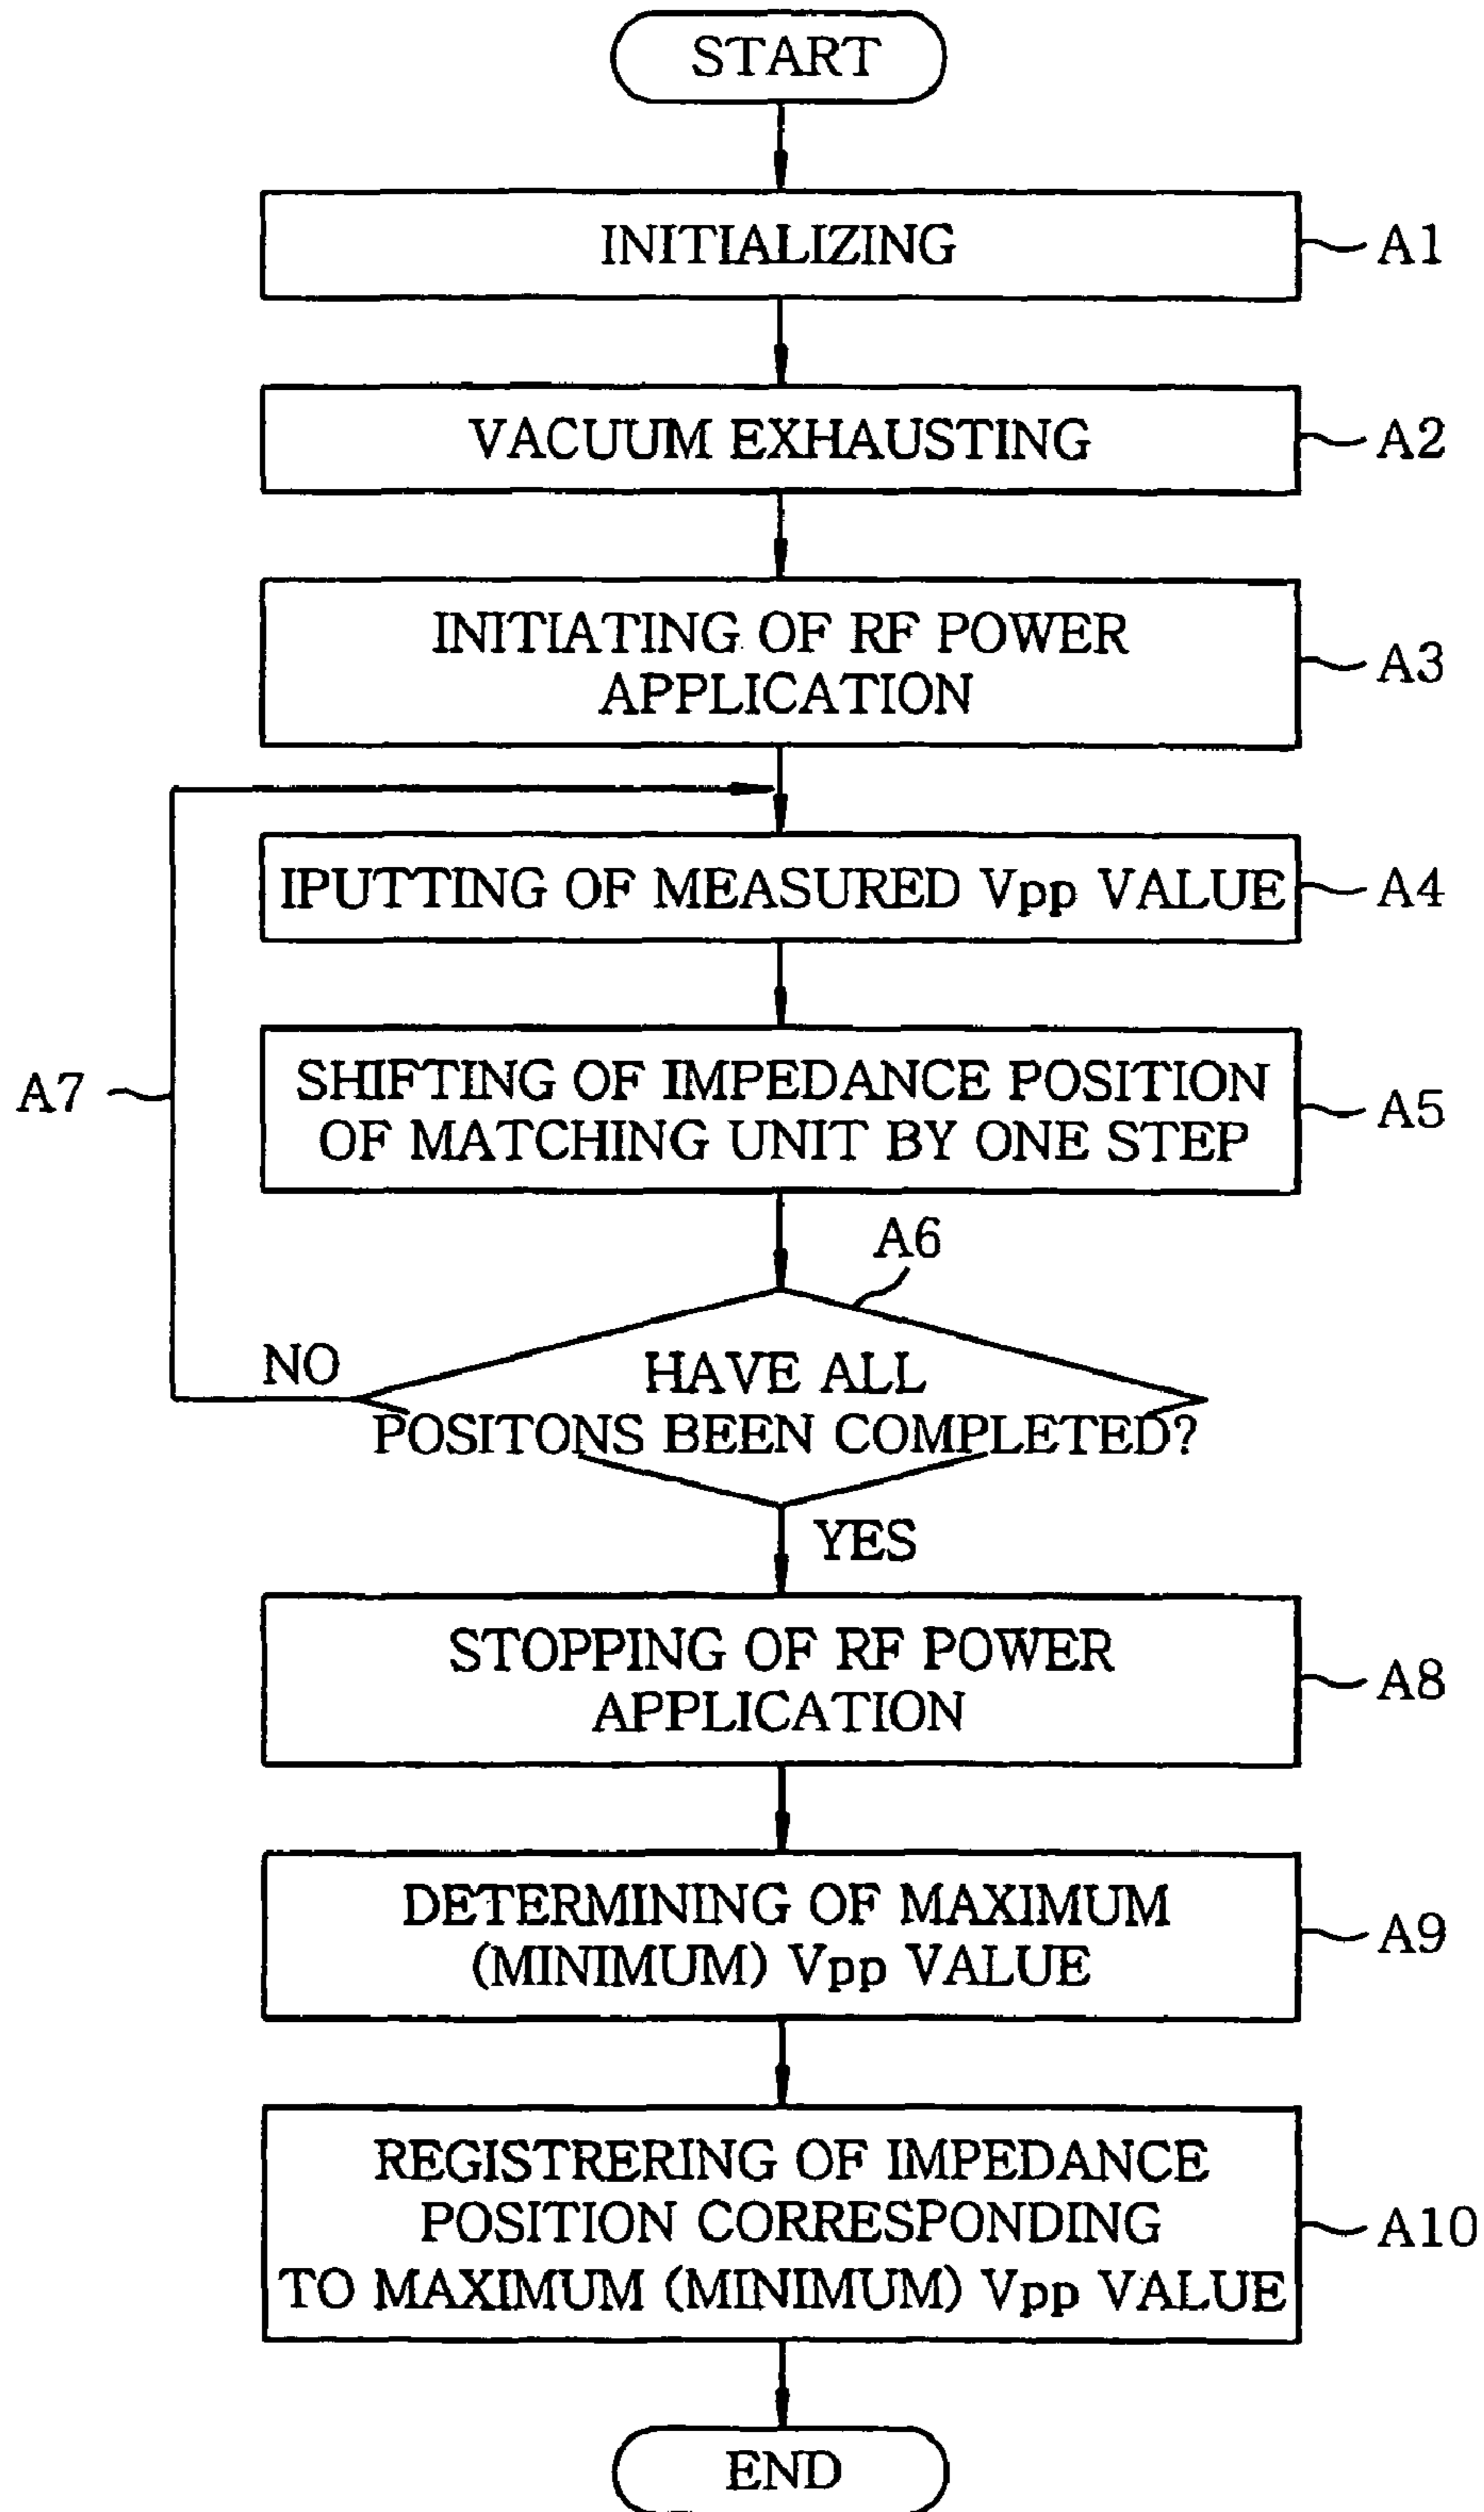 START
INITIALIZING
A1
VACUUM EXHAUSTING
A2
INITIATING OF RF POWER
APPLICATION
A3
IPUTTING OF MEASURED Vpp VALUE
A4
SHIFTING OF IMPEDANCE POSITION
OF MATCHING UNIT BY ONE STEP
A5
A7
A6
HAVE ALL
POSITONS BEEN COMPLETED?
NO
YES
STOPPING OF RF POWER
APPLICATION
A8
DETERMINING OF MAXIMUM
(MINIMUM) Vpp VALUE
A9
REGISTRERING OF IMPEDANCE
POSITION CORRESPONDING
TO MAXIMUM (MINIMUM) Vpp VALUE
A10
END